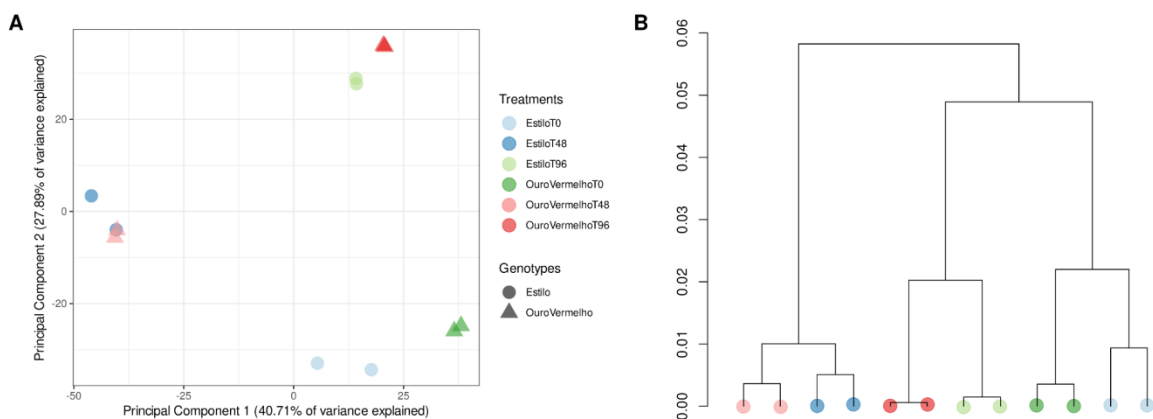 A
B
Principal Component 2 (27.89% of variance explained)
20
0
-20
-50
-25
0
25
Principal Component 1 (40.71% of variance explained)
Treatments
EstiloT0
EstiloT48
EstiloT96
OuroVermelhoT0
OuroVermelhoT48
OuroVermelhoT96
Genotypes
Estilo
OuroVermelho
0.06
0.05
0.04
0.03
0.02
0.01
0.00